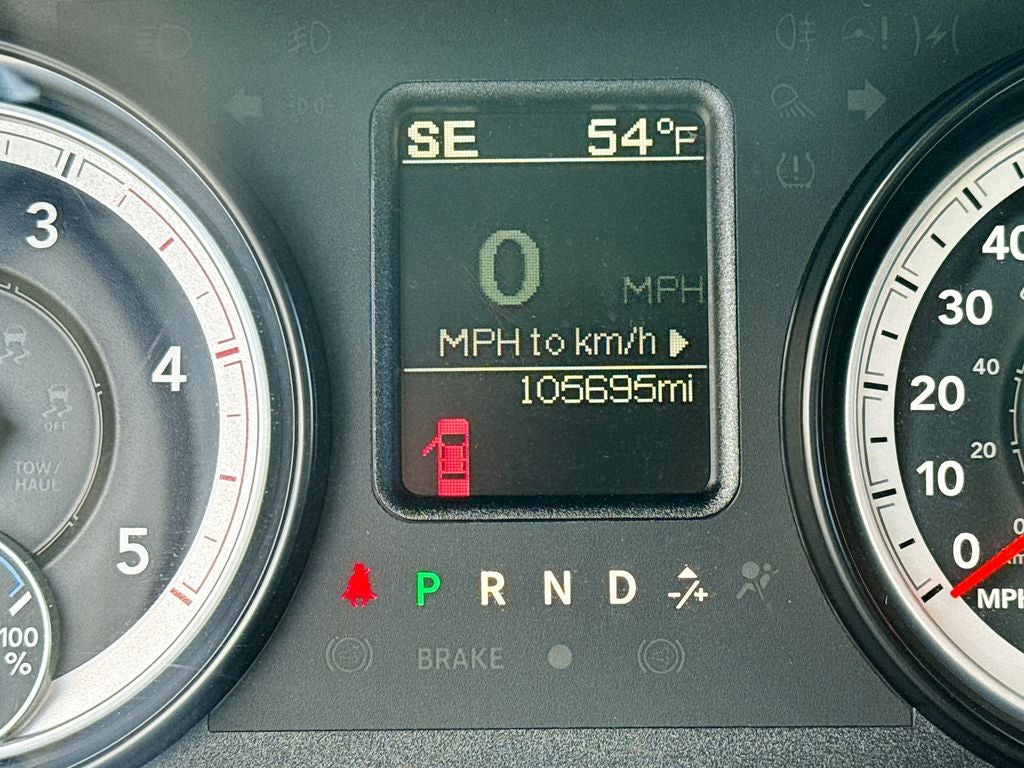 SE 54°F
0 MPH
MPH to km/h
105695mi
3
4
5
OFF
TOW/
HAUL
100
%
P R N D -/+
BRAKE
40
30
20
10
0
40
20
0
MPH